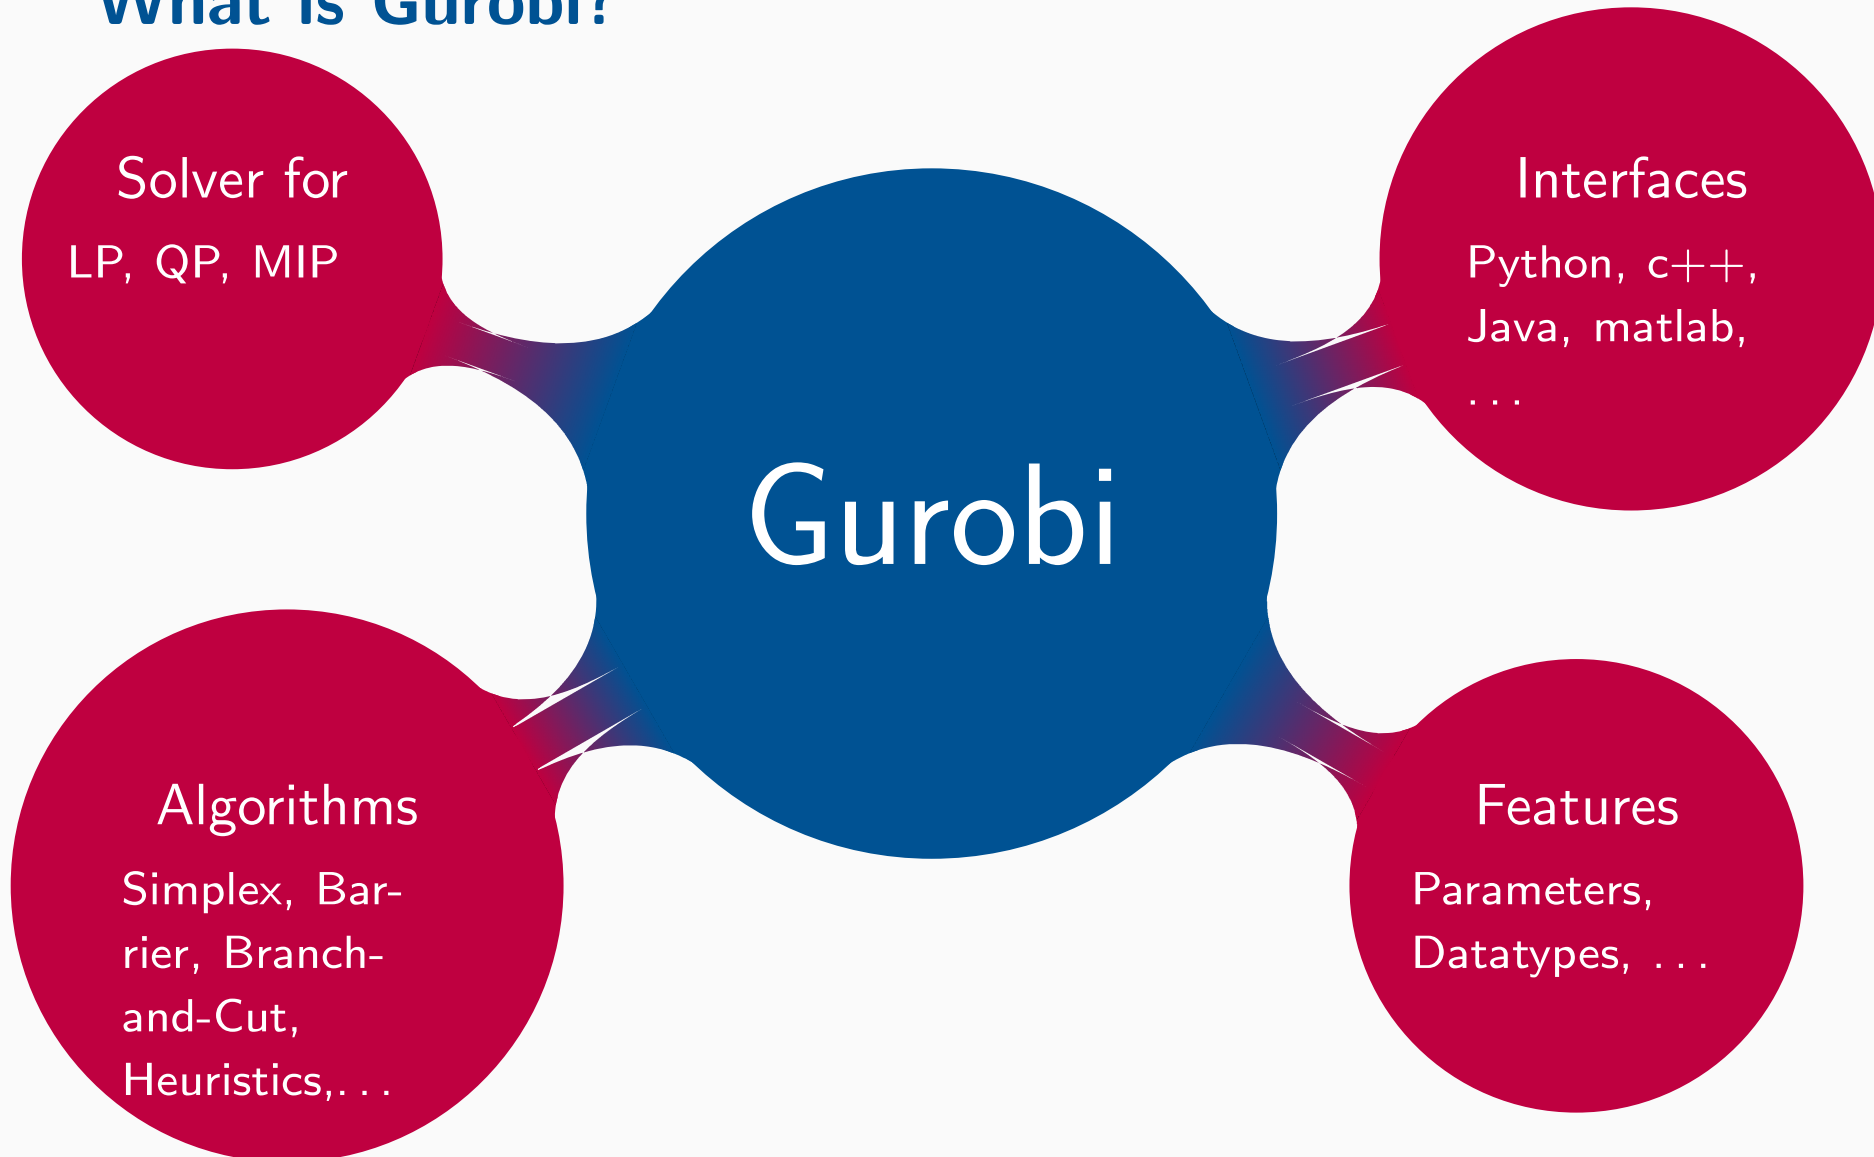 What is Gurobi?
Solver for
LP, QP, MIP
Interfaces
Python, c++,
Java, matlab,
...
Gurobi
Algorithms
Simplex, Bar-
rier, Branch-
and-Cut,
Heuristics,...
Features
Parameters,
Datatypes, ...